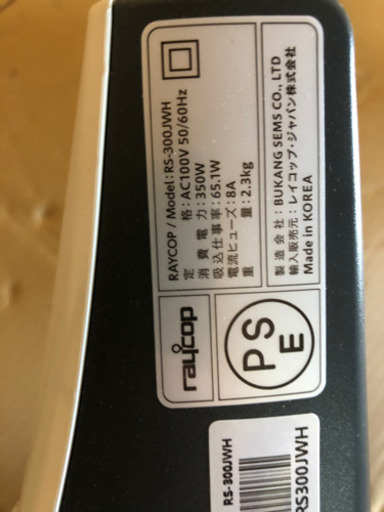 RAYCOP / Model: RS-300JWH
定 格: AC100V 50/60Hz
消 費 電 力: 350W
吸込仕事率: 65.1W
電流ヒューズ: 8A
重 量: 2.3kg
製 造 会 社: BUKANG SEMS CO., LTD
輸入販売元: レイコップ・ジャパン株式会社
Made in KOREA
raycop
PS
E
RS-300JWH
RS300JWH